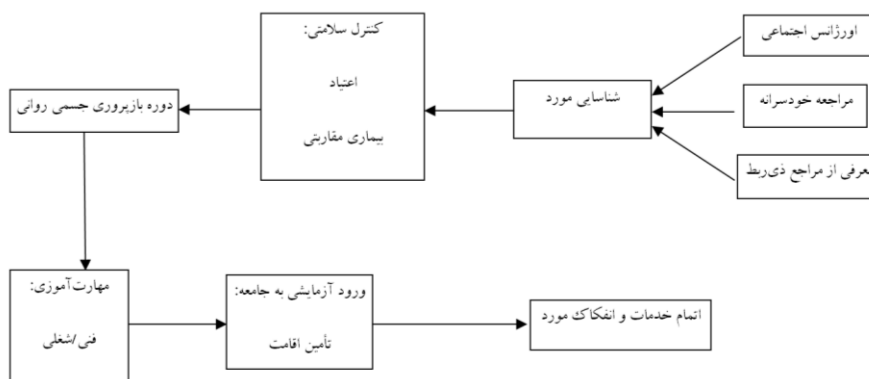 اورژانس اجتماعی
مراجعه خودسرانه
معرفی از مراجع ذی‌ربط
شناسایی مورد
کنترل سلامتی:
اعتیاد
بیماری مقاربتی
دوره بازپروری جسمی روانی
مهارت‌آموزی:
فنی/شغلی
ورود آزمایشی به جامعه:
تأمین اقامت
اتمام خدمات و انفکاک مورد